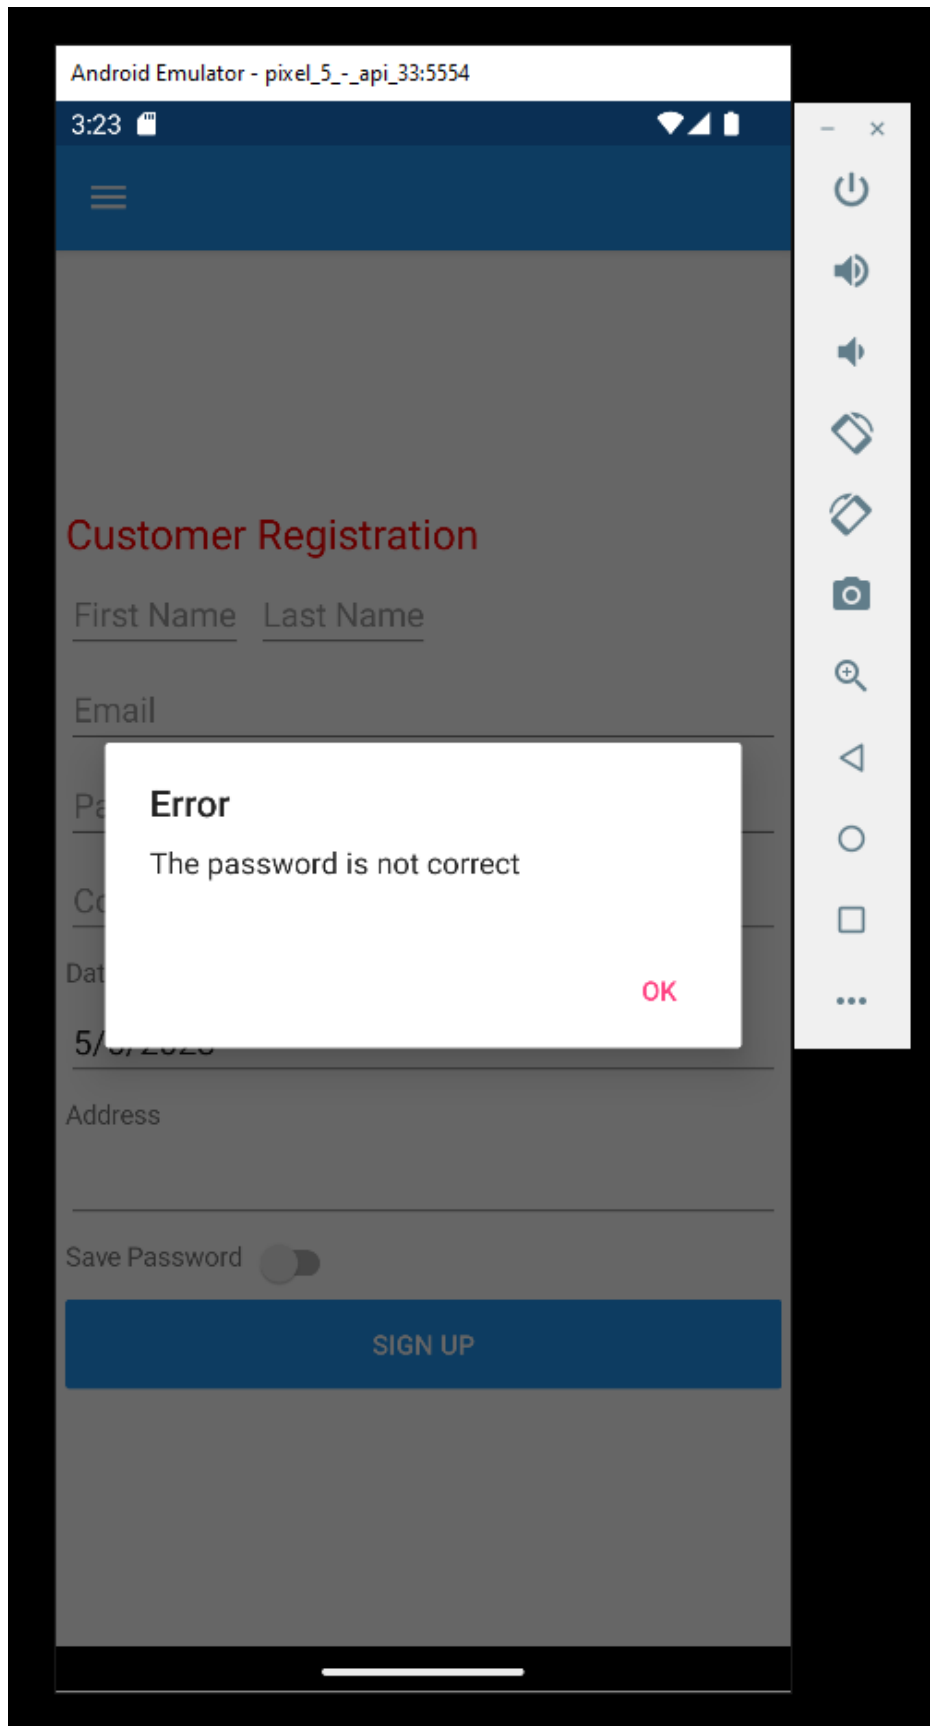 Android Emulator - pixel_5_-_api_33:5554
3:23
Customer Registration
First Name Last Name
Email
Error
The password is not correct
OK
Address
Save Password
SIGN UP